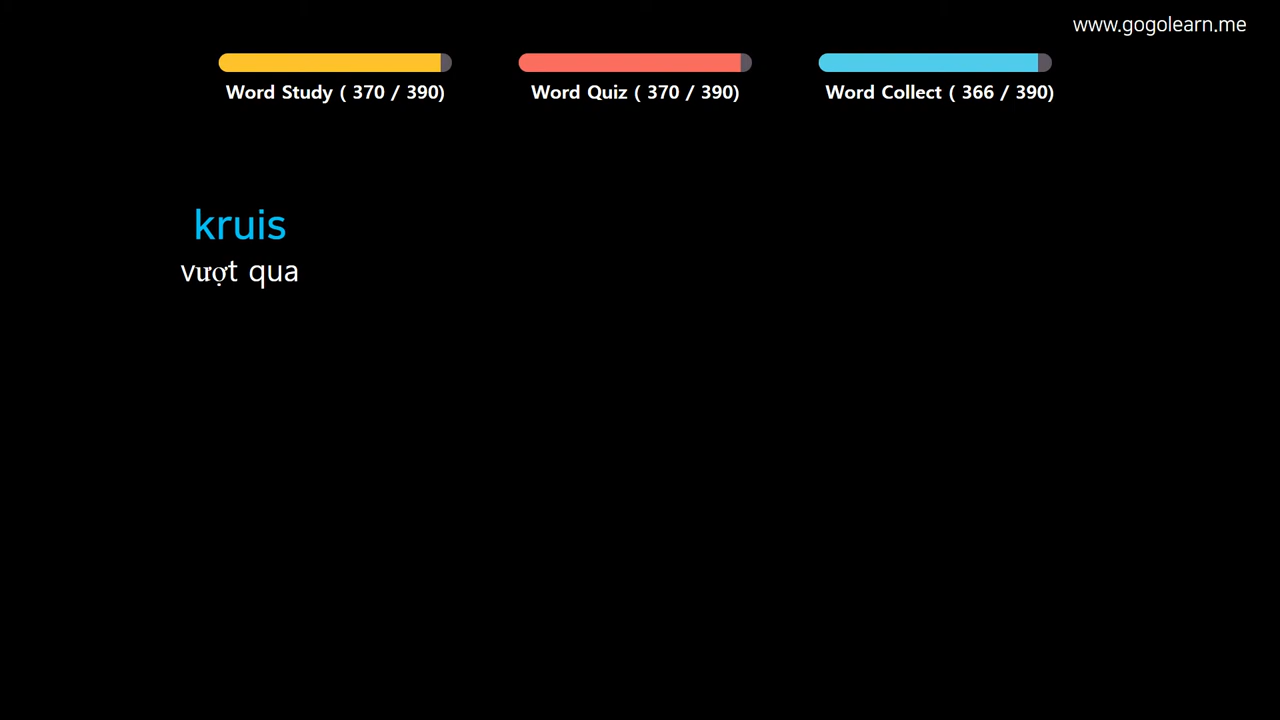 www.gogolearn.me
Word Study ( 370 / 390)
Word Quiz ( 370 / 390)
Word Collect ( 366 / 390)
kruis
vượt qua